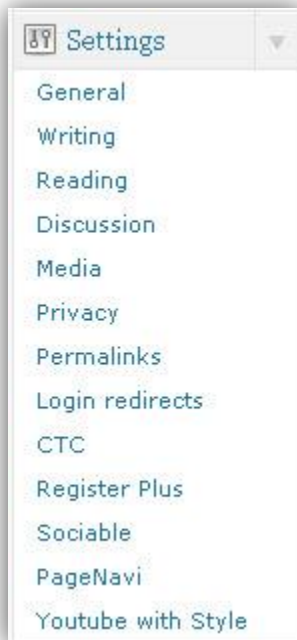 Settings
General
Writing
Reading
Discussion
Media
Privacy
Permalinks
Login redirects
CTC
Register Plus
Sociable
PageNavi
Youtube with Style